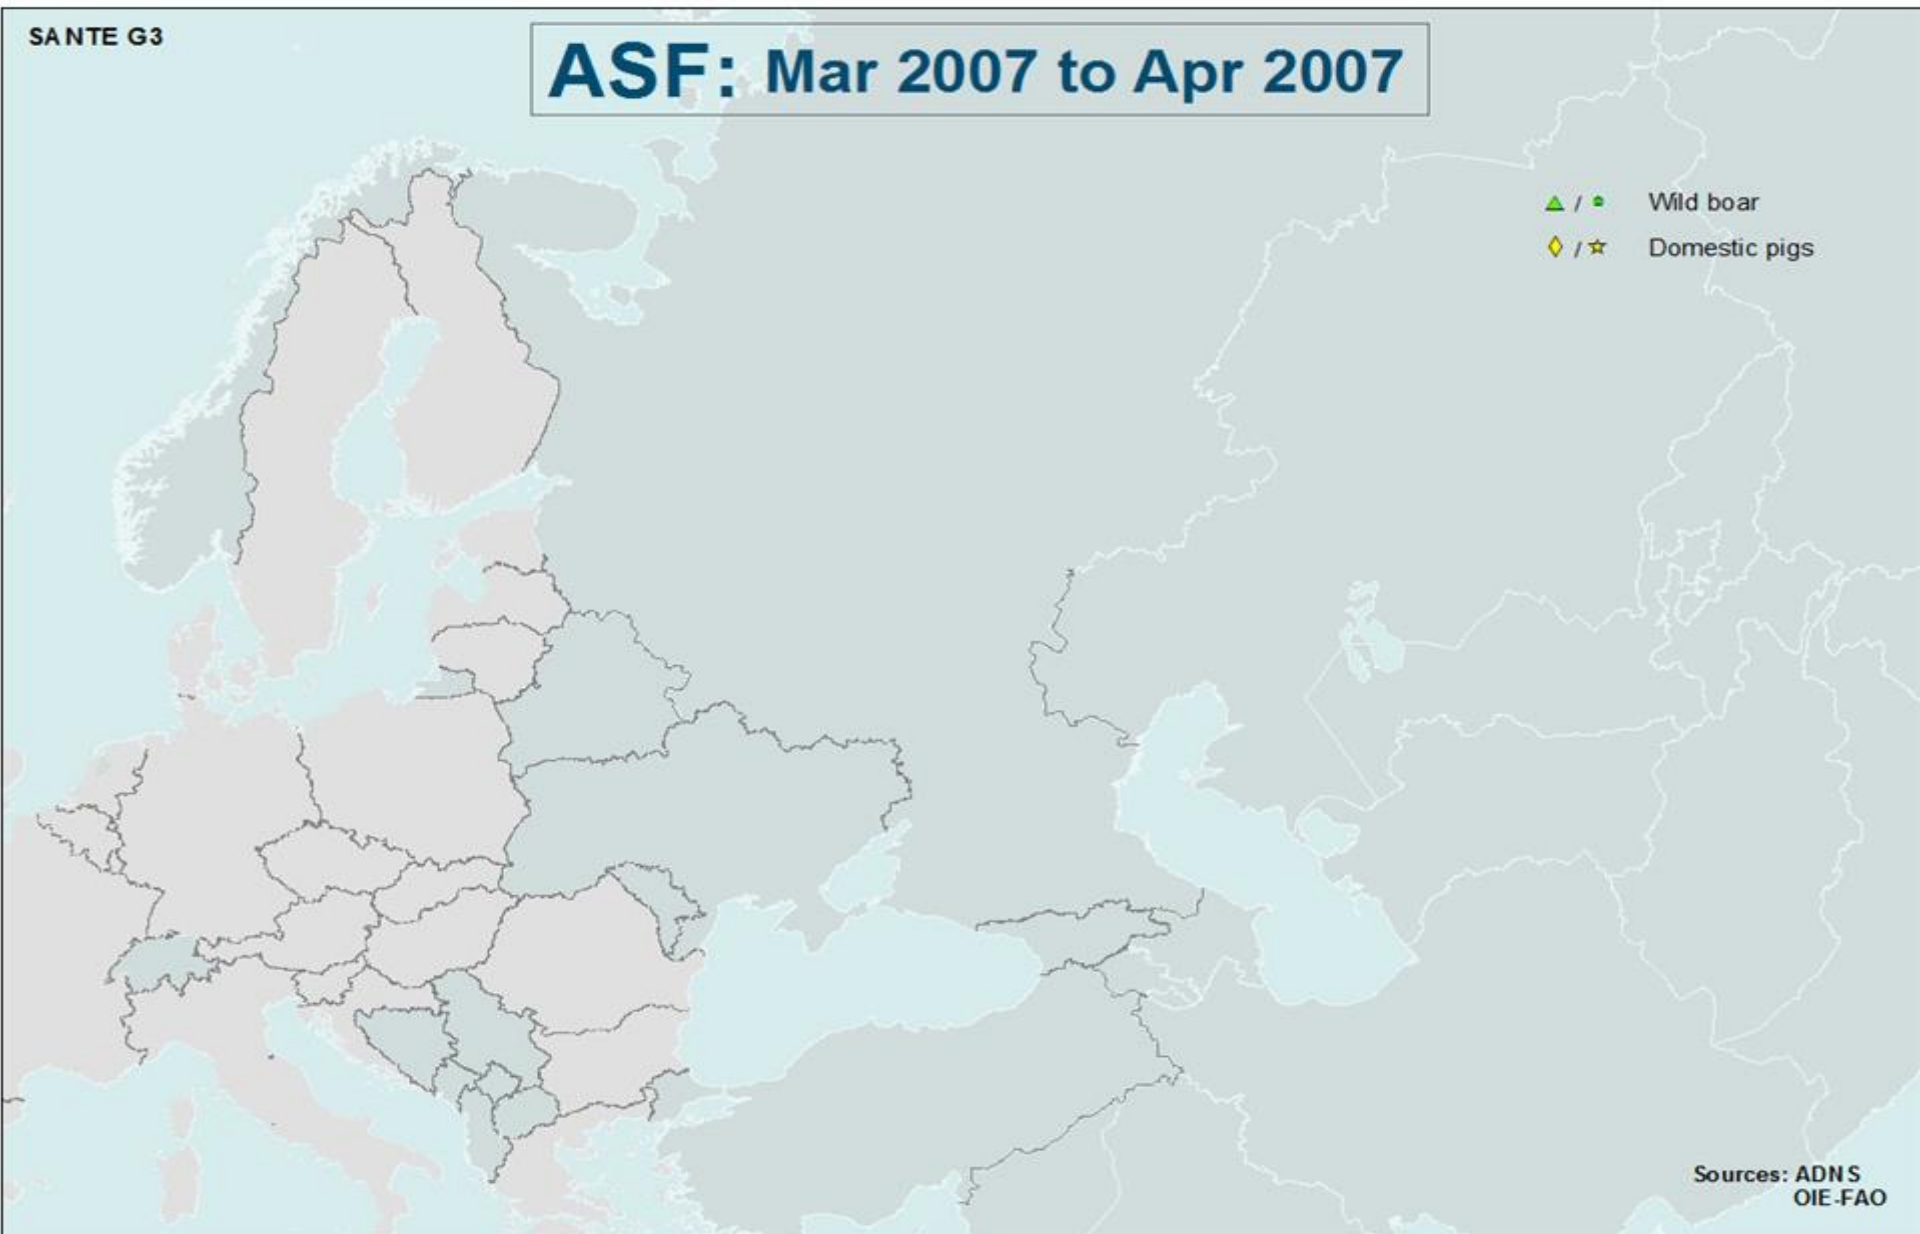 SANTE G3
ASF: Mar 2007 to Apr 2007
/ Wild boar
/ Domestic pigs
Sources: ADNS
OIE-FAO